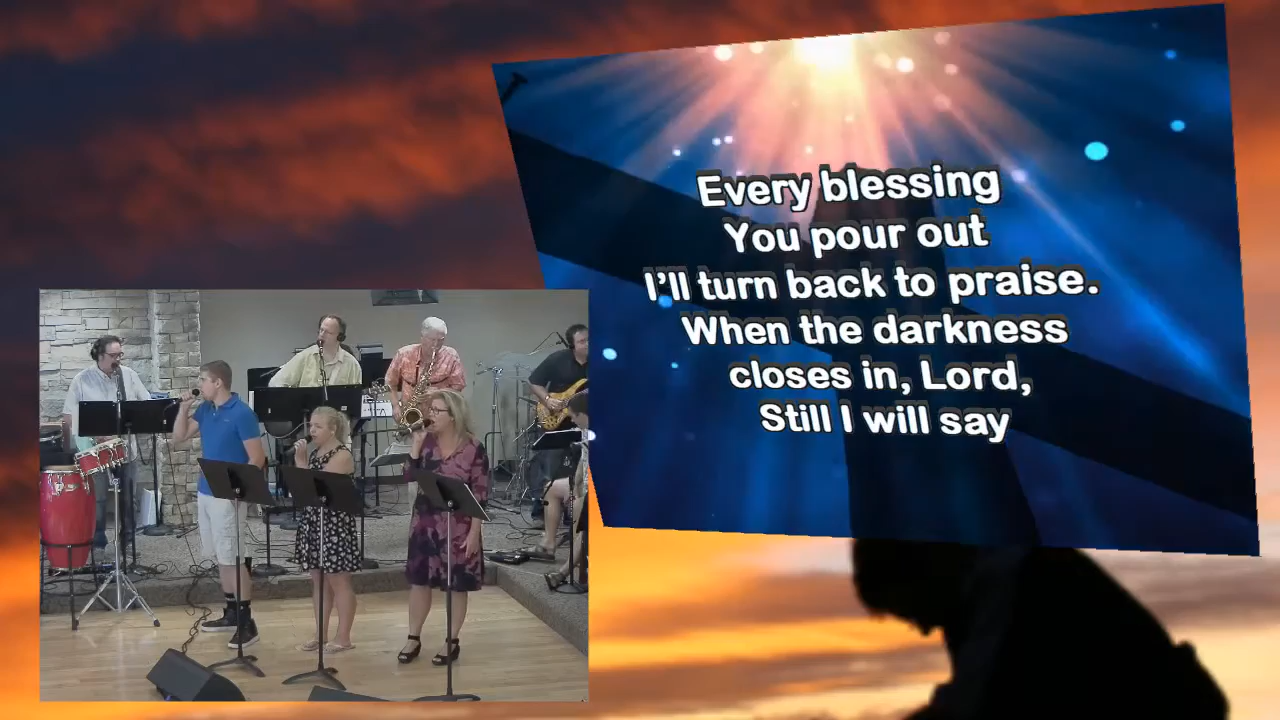 Every blessing
You pour out
I'll turn back to praise.
When the darkness
closes in, Lord,
Still I will say